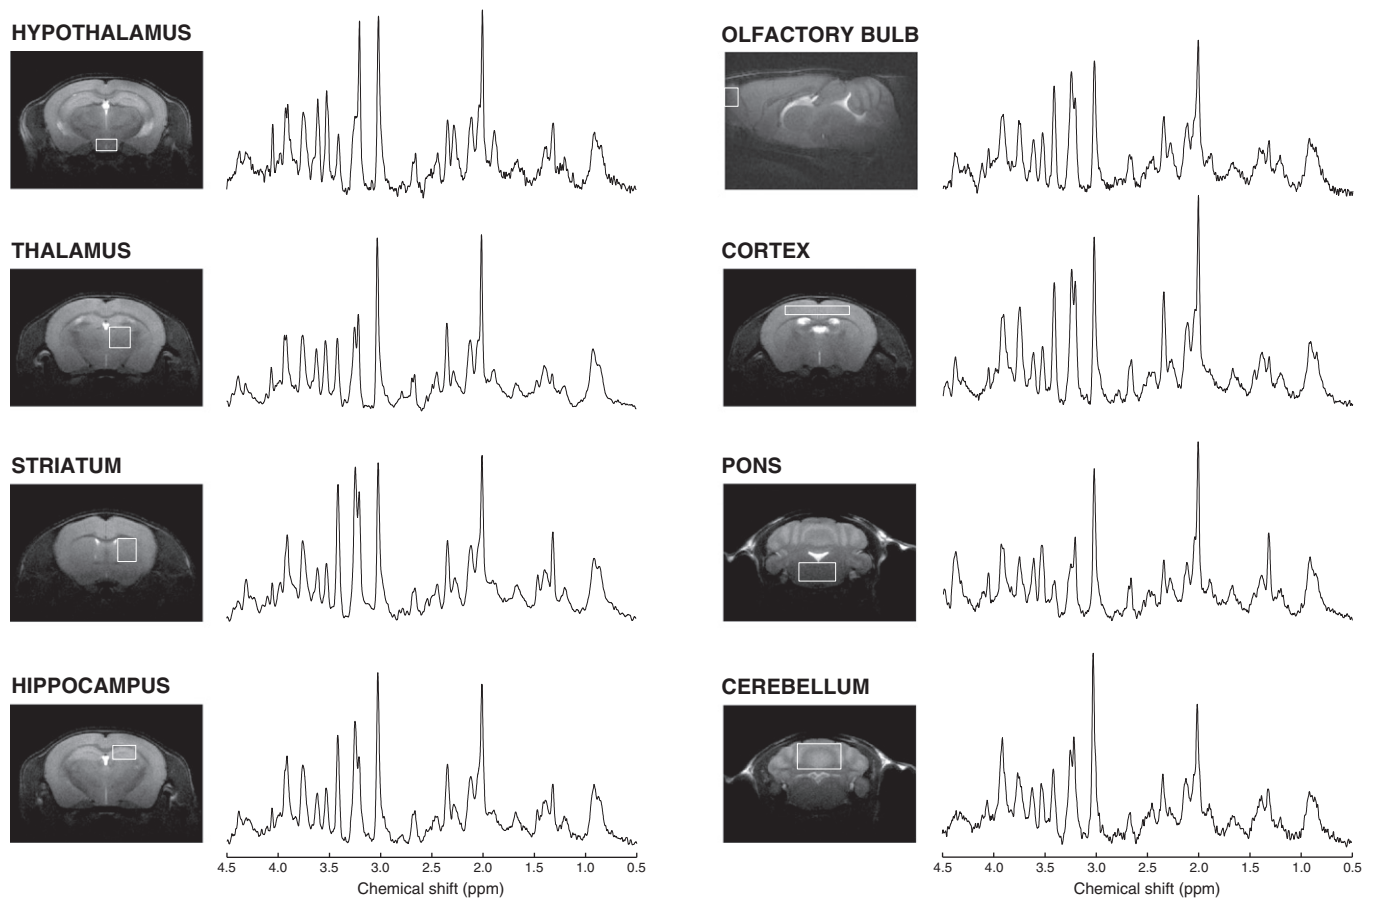 HYPOTHALAMUS
THALAMUS
STRIATUM
HIPPOCAMPUS
4.5 4.0 3.5 3.0 2.5 2.0 1.5 1.0 0.5
Chemical shift (ppm)
OLFACTORY BULB
CORTEX
PONS
CEREBELLUM
4.5 4.0 3.5 3.0 2.5 2.0 1.5 1.0 0.5
Chemical shift (ppm)